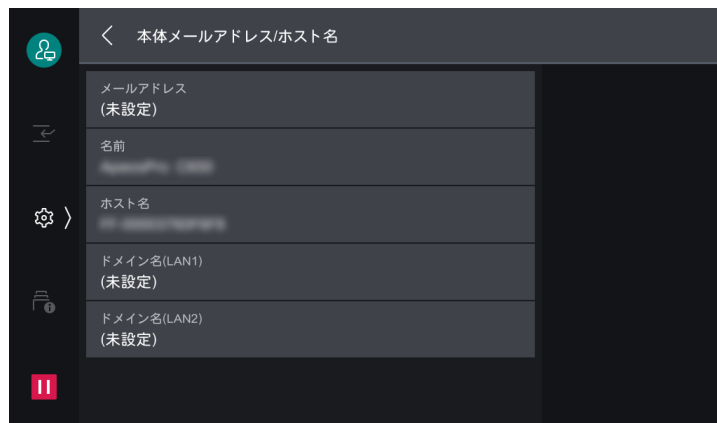 本体メールアドレス/ホスト名
メールアドレス
(未設定)
名前
ホスト名
ドメイン名(LAN1)
(未設定)
ドメイン名(LAN2)
(未設定)